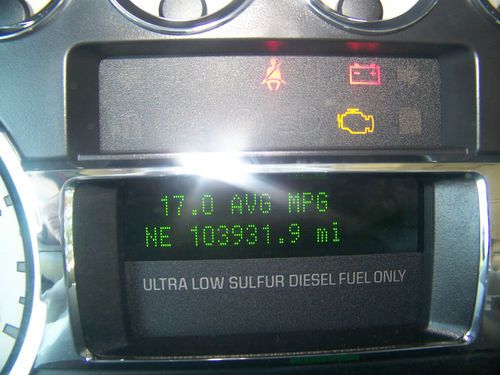 17.0 AVG MPG
NE 103931.9 mi
ULTRA LOW SULFUR DIESEL FUEL ONLY